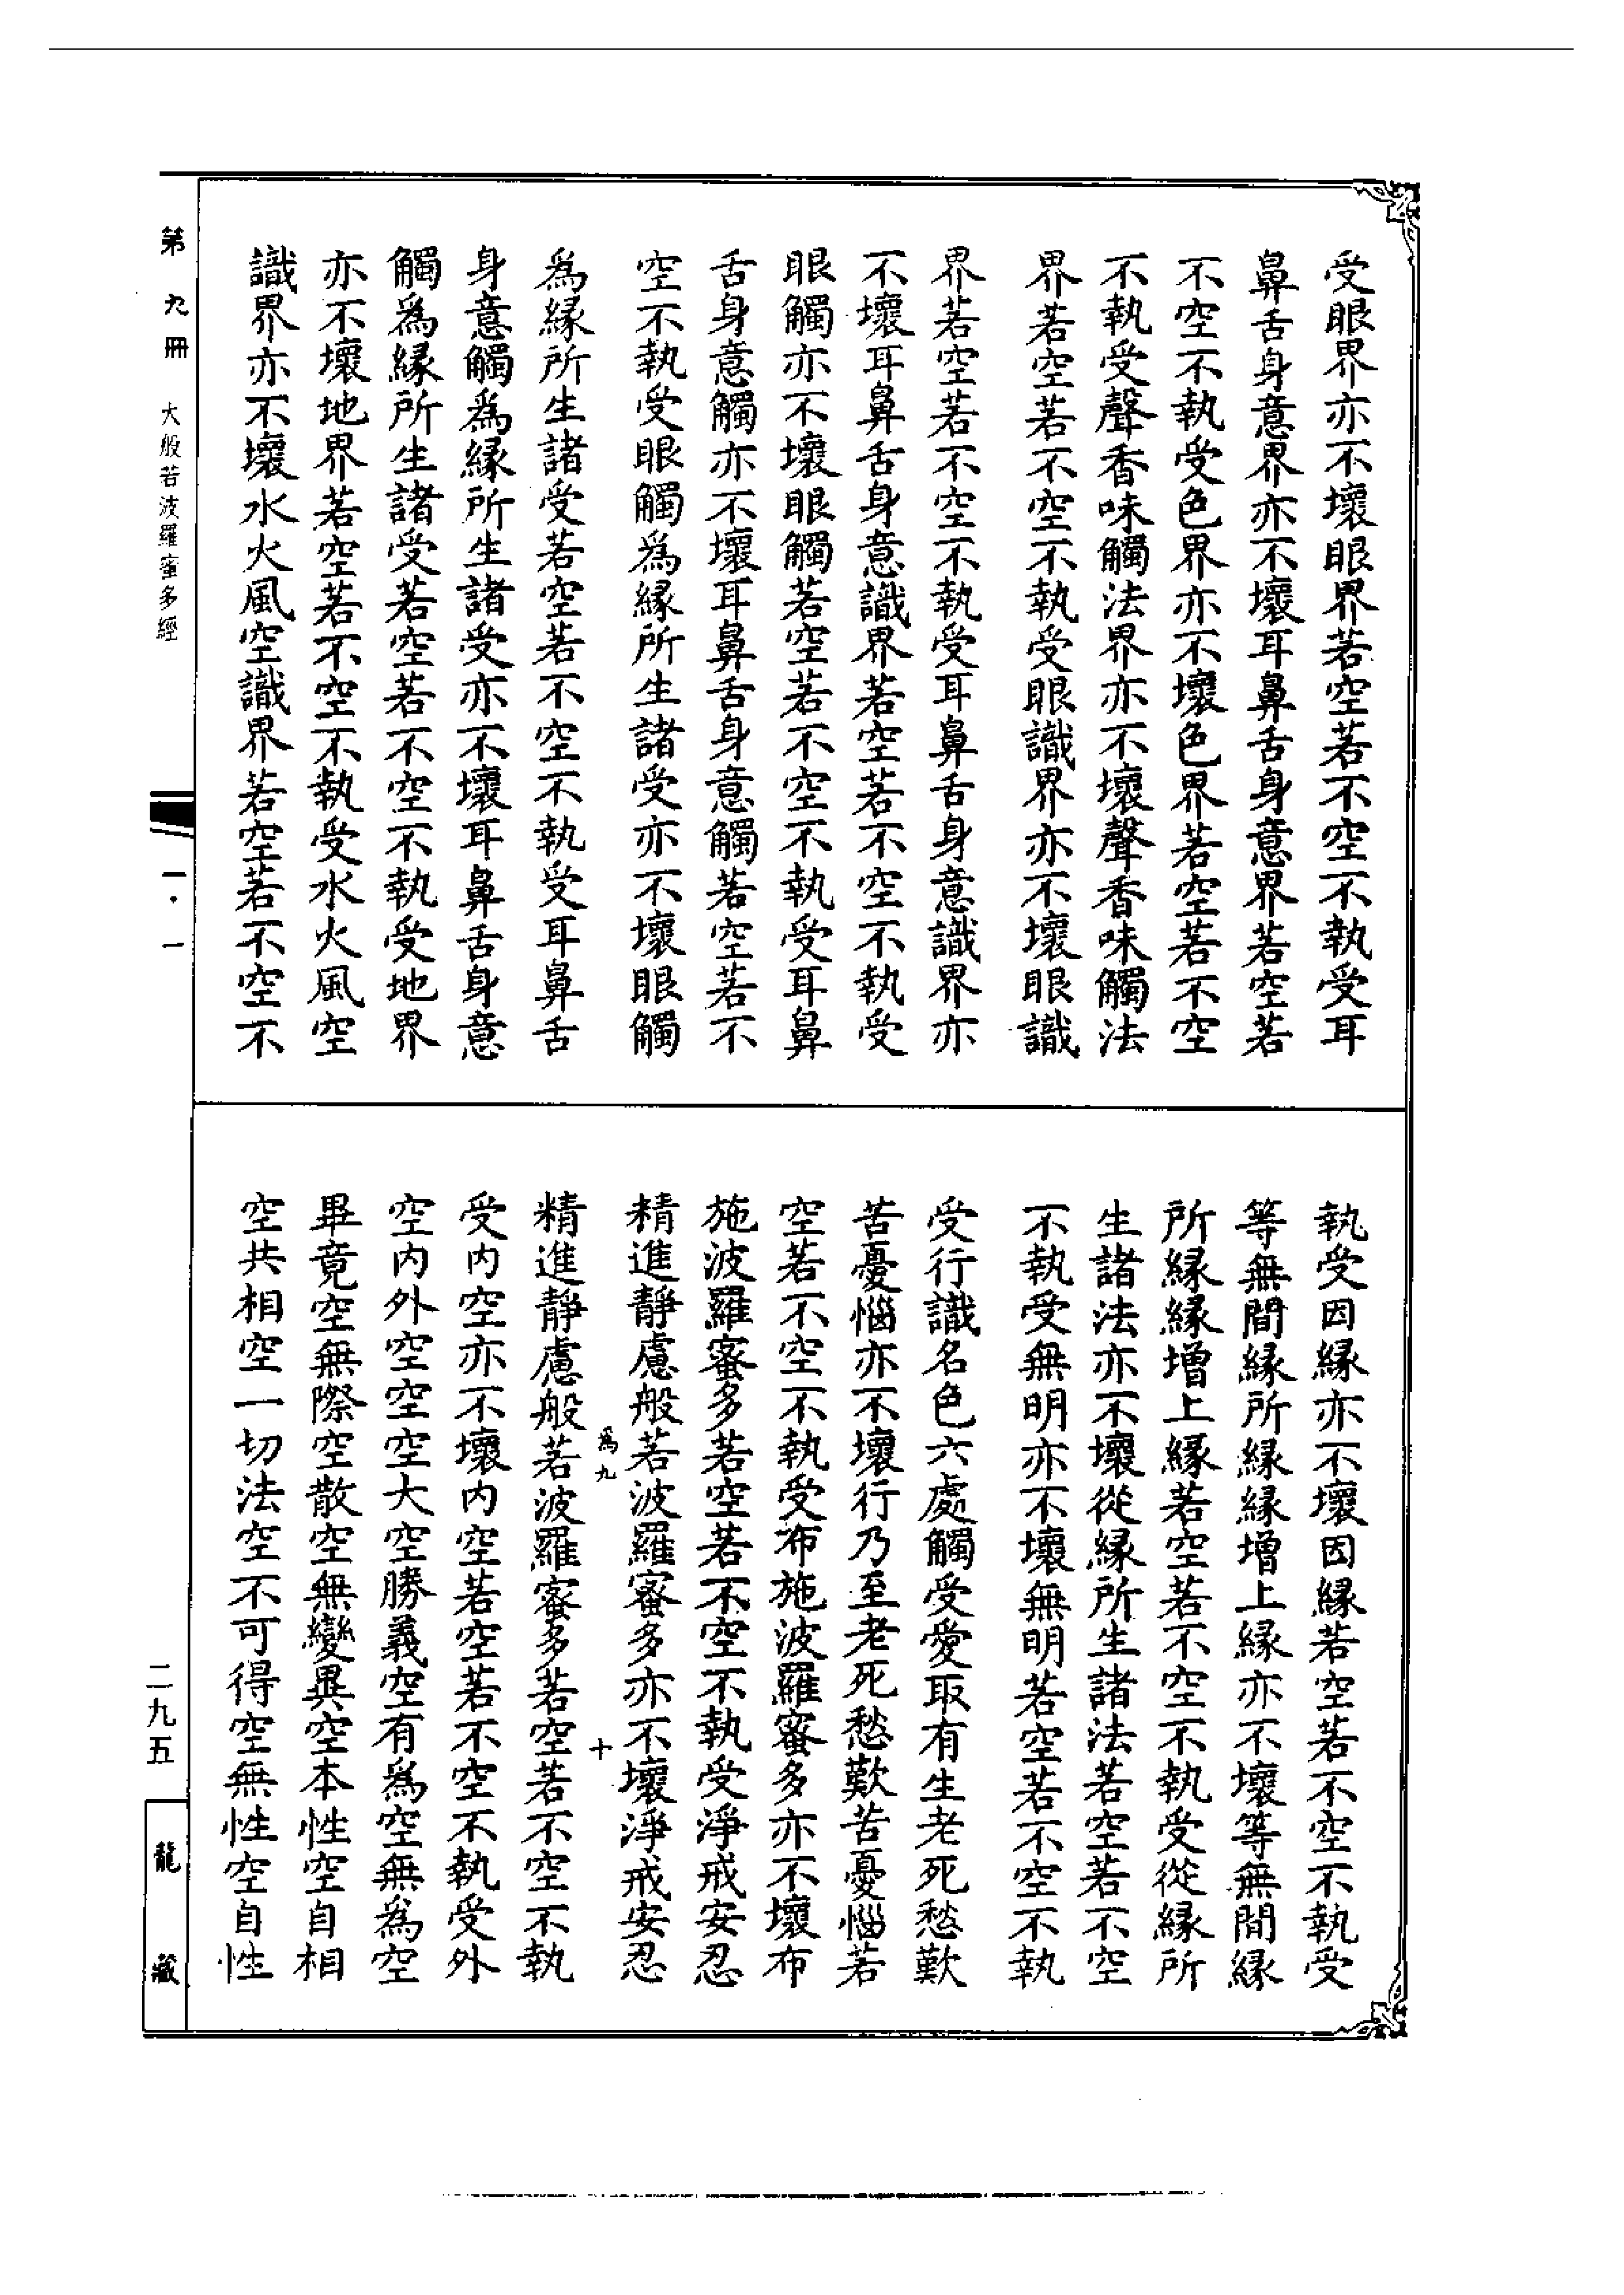 受眼界亦不壞眼界若空若不空不執受耳
鼻舌身意界亦不壞耳鼻舌身意界若空若
不空不執受色界亦不壞色界若空若不空
不執受聲香味觸法界亦不壞聲香味觸法
界若空若不空不執受眼識界亦不壞眼識
界若空若不空不執受耳鼻舌身意識界亦
不壞耳鼻舌身意識界若空若不空不執受
眼觸亦不壞眼觸若空若不空不執受耳鼻
舌身意觸亦不壞耳鼻舌身意觸若空若不
空不執受眼觸爲緣所生諸受亦不壞眼觸
爲緣所生諸受若空若不空不執受耳鼻舌
身意觸爲緣所生諸受亦不壞耳鼻舌身意
觸爲緣所生諸受若空若不空不執受地界
亦不壞地界若空若不空不執受水火風空
識界亦不壞水火風空識界若空若不空不
執受因緣亦不壞因緣若空若不空不執受
等無間緣所緣緣增上緣亦不壞等無間緣
所緣緣增上緣若空若不空不執受從緣所
生諸法亦不壞從緣所生諸法若空若不空
不執受無明亦不壞無明若空若不空不執
受行識名色六處觸受愛取有生老死愁歎
苦憂惱亦不壞行乃至老死愁歎苦憂惱若
空若不空不執受布施波羅蜜多亦不壞布
施波羅蜜多若空若不空不執受淨戒安忍
精進靜慮般若波羅蜜多亦不壞淨戒安忍
爲九 十
精進靜慮般若波羅蜜多若空若不空不執
受內空亦不壞內空若空若不空不執受外
空內外空空空大空勝義空有爲空無爲空
畢竟空無際空散空無變異空本性空自相
空共相空一切法空不可得空無性空自性
第九冊 大般若波羅蜜多經
一·一
二九五
龍藏